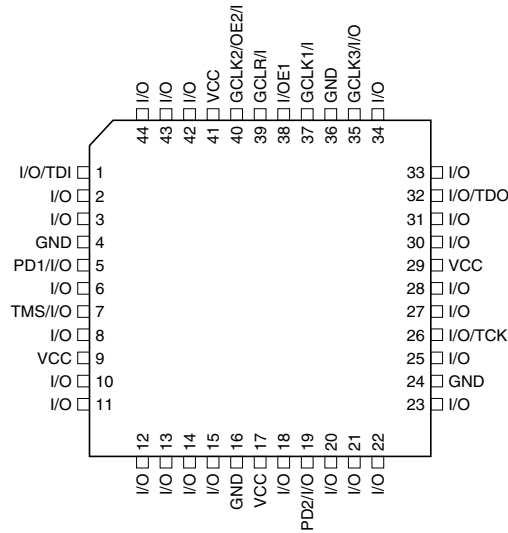 I/O
I/O
I/O
VCC
GCLK2/OE2/I
GCLR/I
I/OE1
GCLK1/I
GND
GCLK3/I/O
I/O
44
43
42
41
40
39
38
37
36
35
34
I/O/TDI 1
I/O 2
I/O 3
GND 4
PD1/I/O 5
I/O 6
TMS/I/O 7
I/O 8
VCC 9
I/O 10
I/O 11
33 I/O
32 I/O/TDO
31 I/O
30 I/O
29 VCC
28 I/O
27 I/O
26 I/O/TCK
25 I/O
24 GND
23 I/O
12
13
14
15
16
17
18
19
20
21
22
I/O
I/O
I/O
I/O
GND
VCC
I/O
PD2/I/O
I/O
I/O
I/O